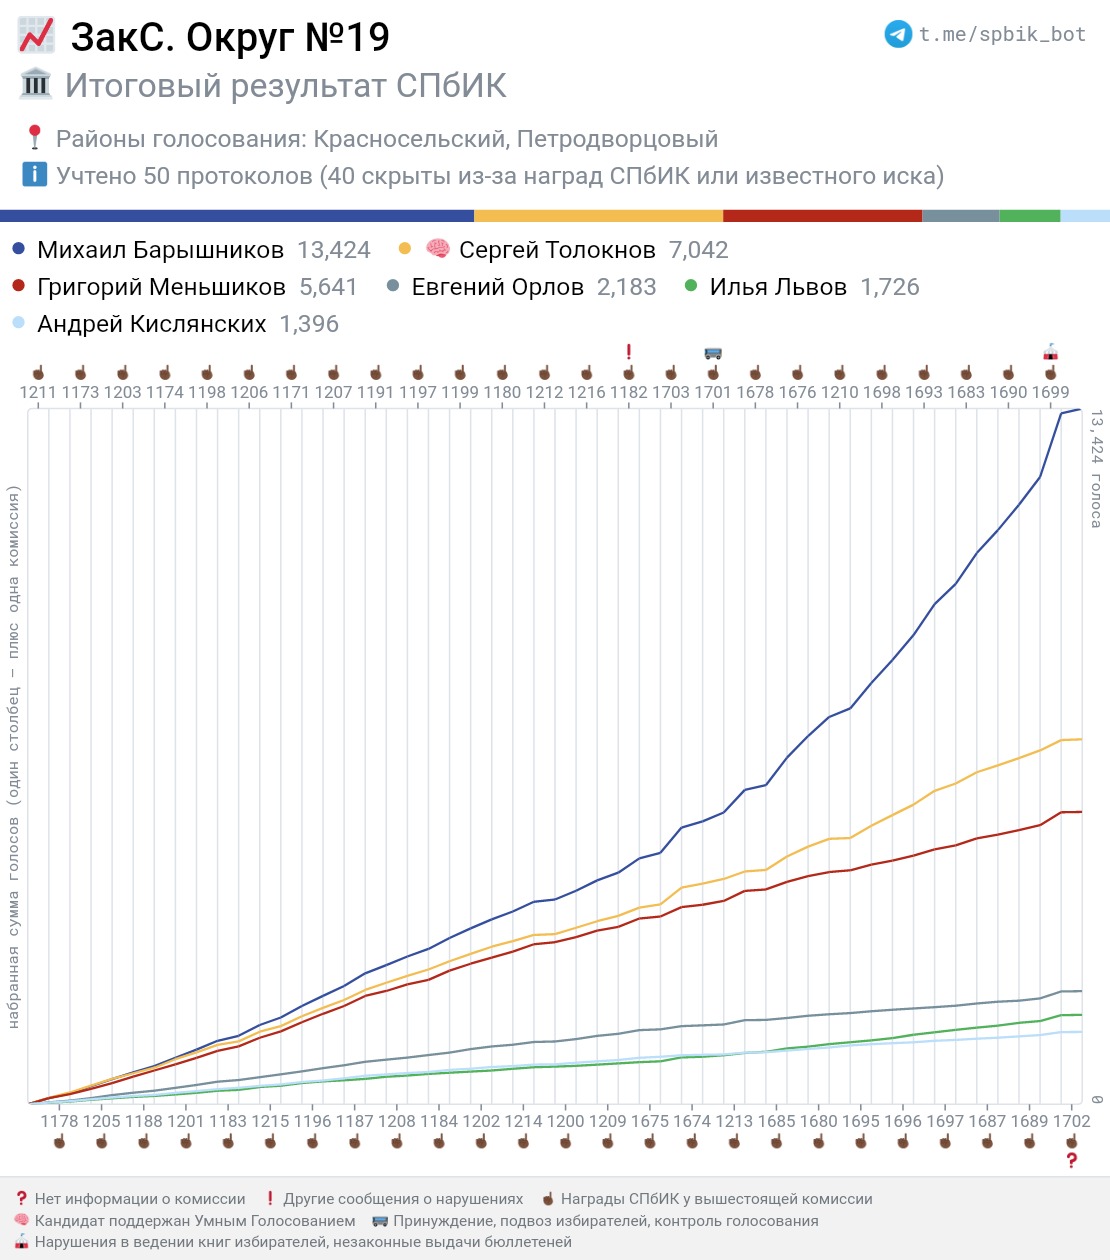 ЗакС. Округ №19
t.me/spbik_bot
Итоговый результат СПбИК
Районы голосования: Красносельский, Петродворцовый
Учтено 50 протоколов (40 скрыты из-за наград СПбИК или известного иска)
Михаил Барышников 13,424 Сергей Толокнов 7,042
Григорий Меньшиков 5,641 Евгений Орлов 2,183 Илья Львов 1,726
Андрей Кислянских 1,396
1211 1173 1203 1174 1198 1206 1171 1207 1191 1197 1199 1180 1212 1216 1182 1703 1701 1678 1676 1210 1698 1693 1683 1690 1699
13,424 голоса
набранная сумма голосов (один столбец — плюс одна комиссия)
0
1178 1205 1188 1201 1183 1215 1196 1187 1208 1184 1202 1214 1200 1209 1675 1674 1213 1685 1680 1695 1696 1697 1687 1689 1702
Нет информации о комиссии Другие сообщения о нарушениях Награды СПбИК у вышестоящей комиссии
Кандидат поддержан Умным Голосованием Принуждение, подвоз избирателей, контроль голосования
Нарушения в ведении книг избирателей, незаконные выдачи бюллетеней